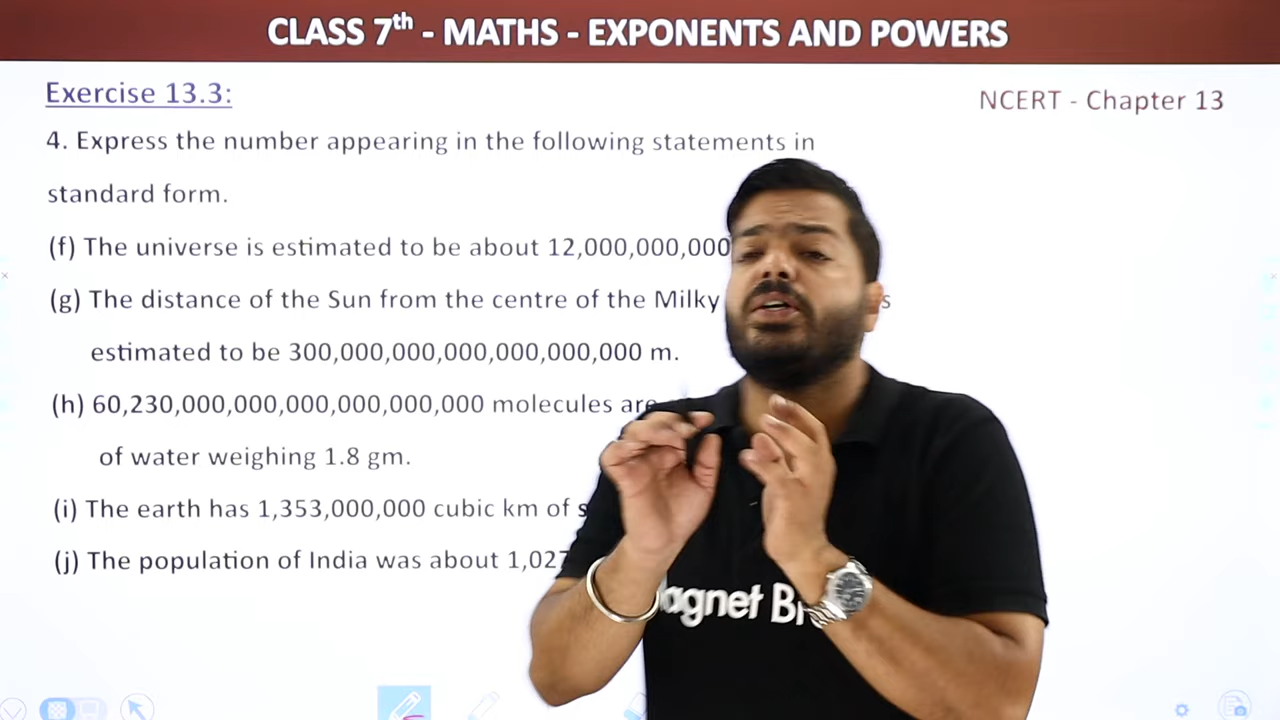 CLASS 7th - MATHS - EXPONENTS AND POWERS
Exercise 13.3:
NCERT - Chapter 13
4. Express the number appearing in the following statements in
standard form.
(f) The universe is estimated to be about 12,000,000,000
(g) The distance of the Sun from the centre of the Milky
estimated to be 300,000,000,000,000,000,000 m.
(h) 60,230,000,000,000,000,000,000 molecules are
of water weighing 1.8 gm.
(i) The earth has 1,353,000,000 cubic km of
(j) The population of India was about 1,027
agnet Br